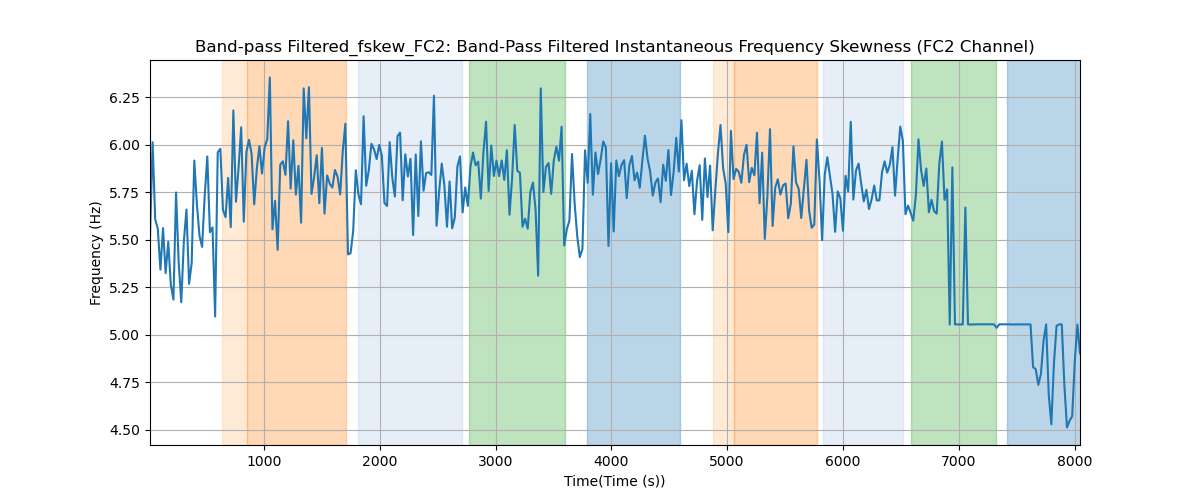 Band-pass Filtered_fskew_FC2: Band-Pass Filtered Instantaneous Frequency Skewness (FC2 Channel)
Frequency (Hz)
6.25
6.00
5.75
5.50
5.25
5.00
4.75
4.50
1000 2000 3000 4000 5000 6000 7000 8000
Time(Time (s))